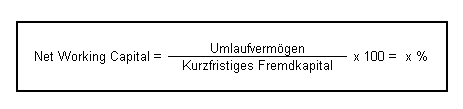 Umlaufvermögen
Net Working Capital = x 100 = x %
Kurzfristiges Fremdkapital